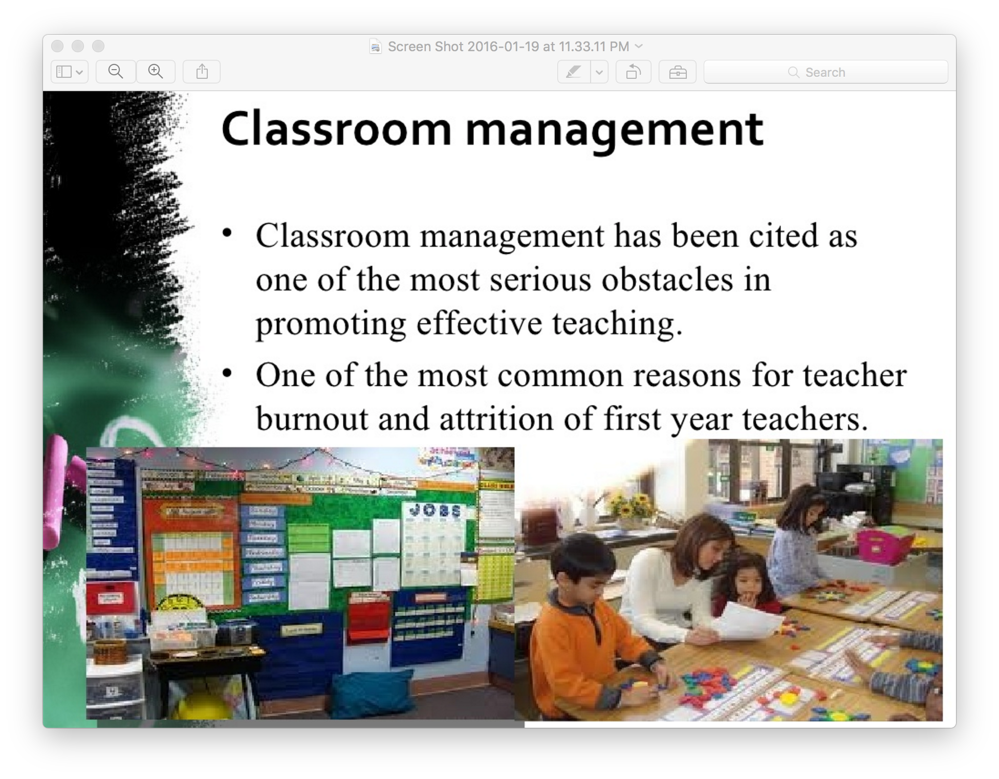 Screen Shot 2016-01-19 at 11.33.11 PM
Search
Classroom management
• Classroom management has been cited as
one of the most serious obstacles in
promoting effective teaching.
• One of the most common reasons for teacher
burnout and attrition of first year teachers.
JOBS